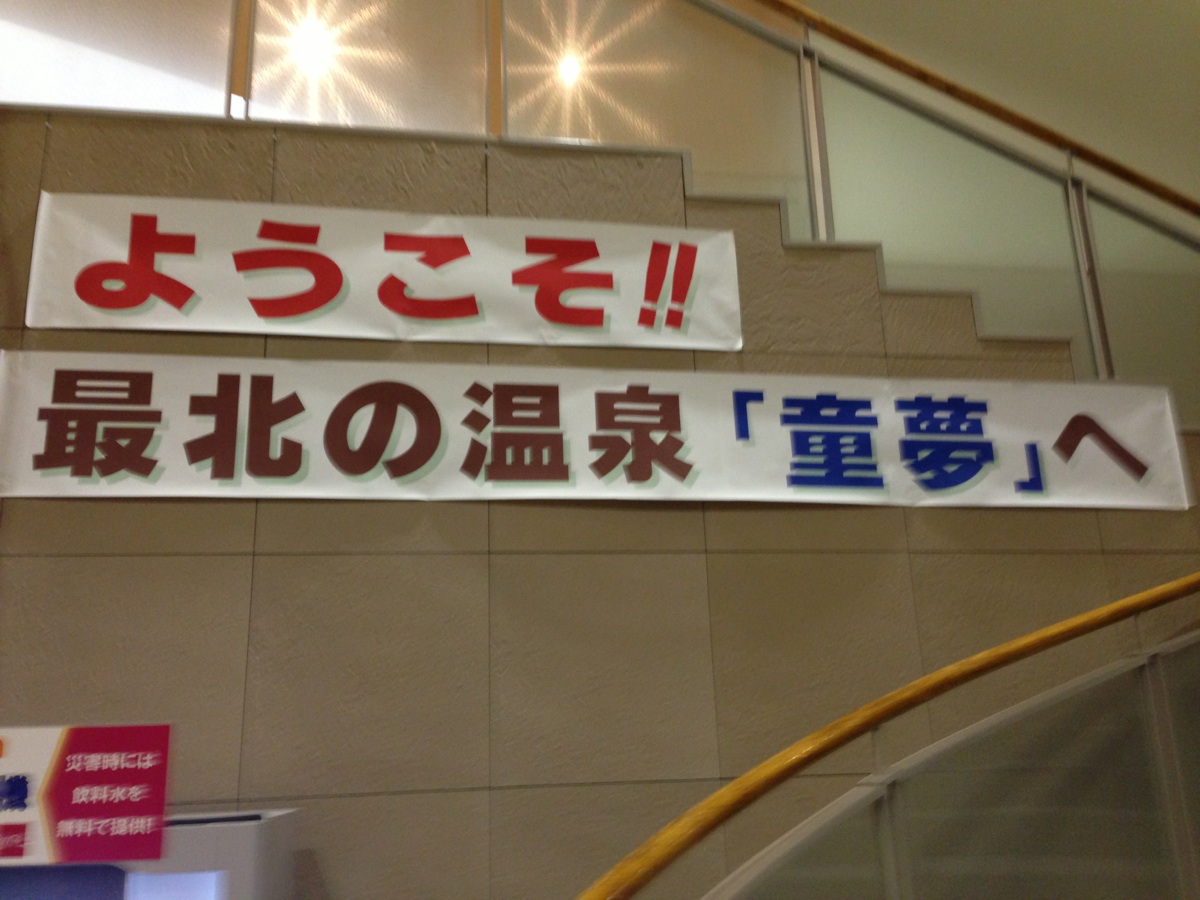 ようこそ!!
最北の温泉「童夢」へ
災害時には
飲料水を
無料で提供!